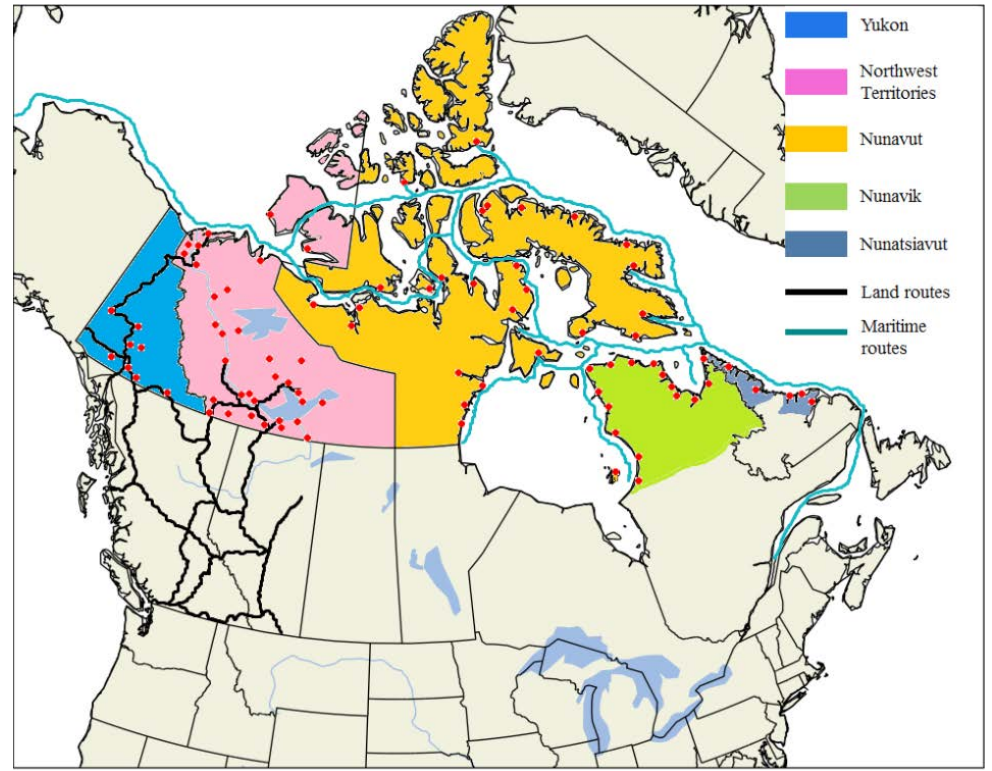 Yukon
Northwest
Territories
Nunavut
Nunavik
Nunatsiavut
Land routes
Maritime
routes